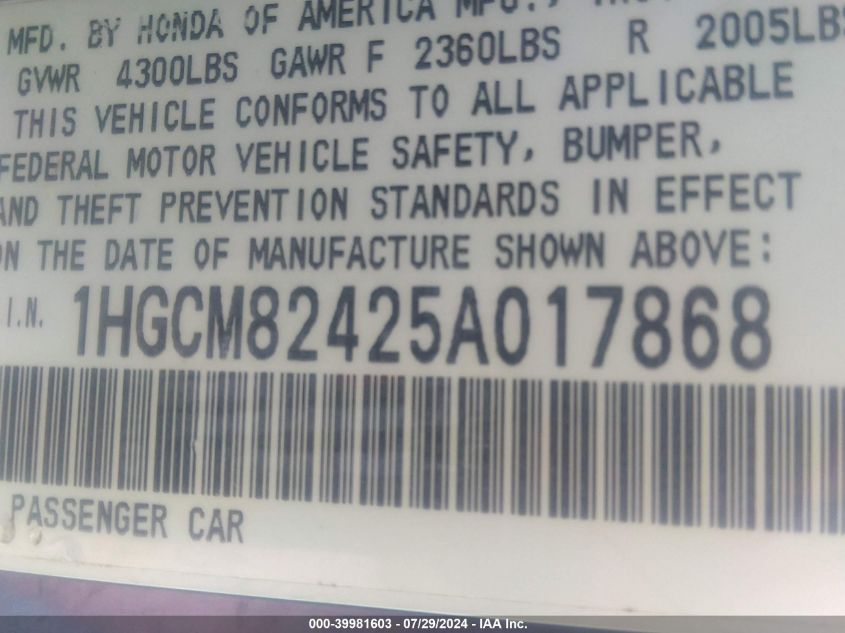 MFD. BY HONDA OF AMERICA MFG.,
GVWR 4300LBS GAWR F 2360LBS R 2005LBS
THIS VEHICLE CONFORMS TO ALL APPLICABLE
FEDERAL MOTOR VEHICLE SAFETY, BUMPER,
AND THEFT PREVENTION STANDARDS IN EFFECT
ON THE DATE OF MANUFACTURE SHOWN ABOVE:
I.N. 1HGCM82425A017868
PASSENGER CAR
000-39981603 - 07/29/2024 - IAA Inc.